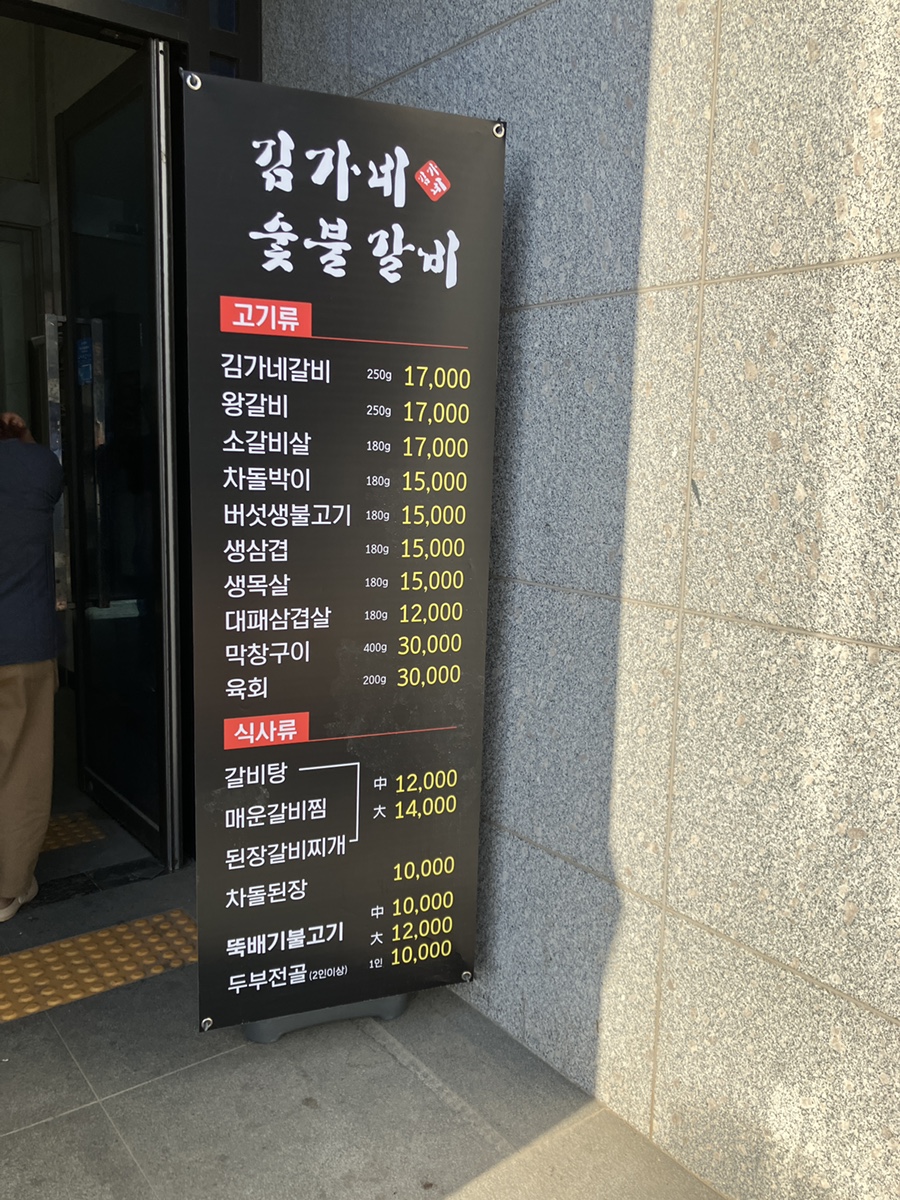 김가네 김가네
숯불갈비
고기류
김가네갈비 250g 17,000
왕갈비 250g 17,000
소갈비살 180g 17,000
차돌박이 180g 15,000
버섯생불고기 180g 15,000
생삼겹 180g 15,000
생목살 180g 15,000
대패삼겹살 180g 12,000
막창구이 400g 30,000
육회 200g 30,000
식사류
갈비탕
매운갈비찜
된장갈비찌개
中 12,000
大 14,000
차돌된장 10,000
뚝배기불고기
中 10,000
大 12,000
두부전골 (2인이상) 1인 10,000